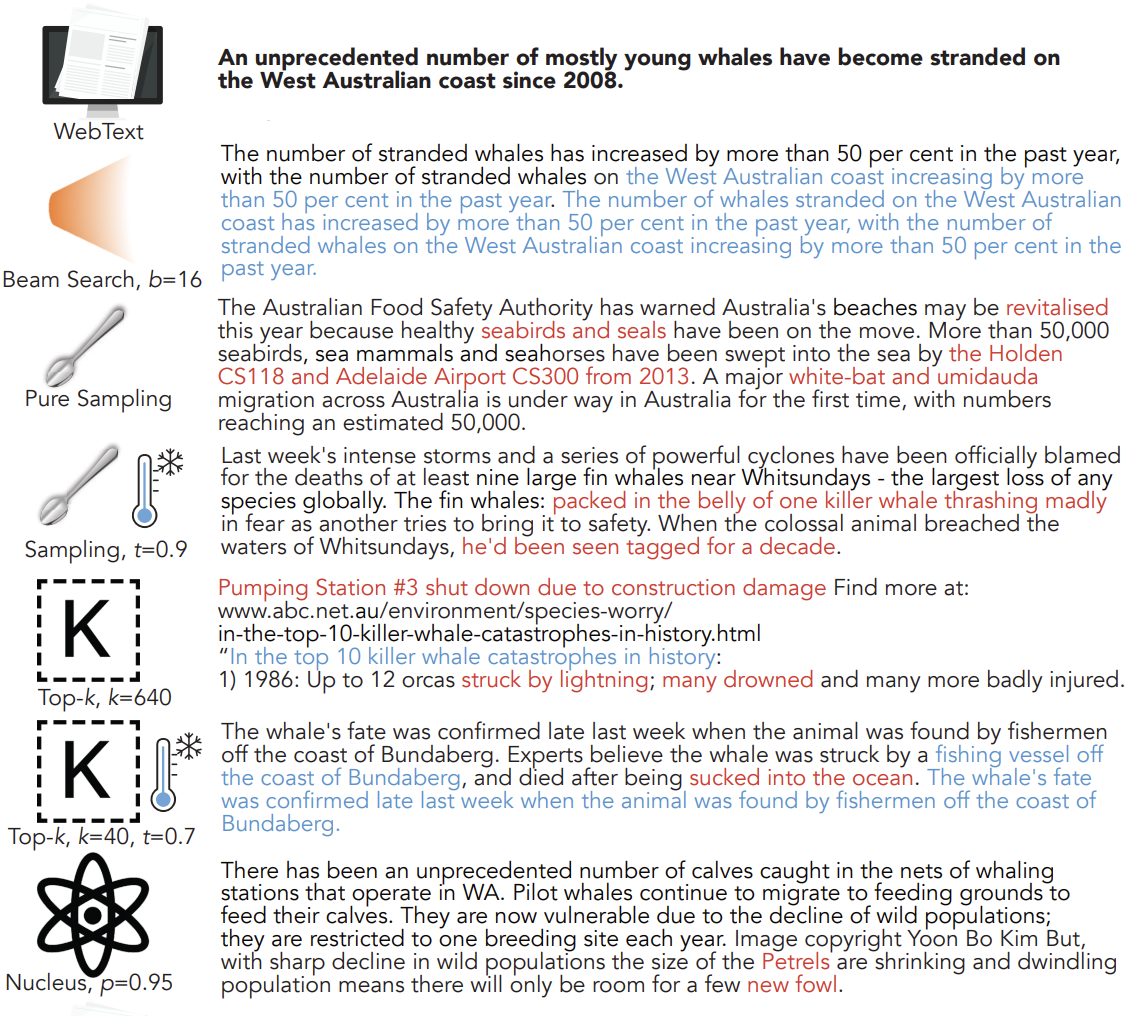 An unprecedented number of mostly young whales have become stranded on
the West Australian coast since 2008.
WebText
The number of stranded whales has increased by more than 50 per cent in the past year,
with the number of stranded whales on the West Australian coast increasing by more
than 50 per cent in the past year. The number of whales stranded on the West Australian
coast has increased by more than 50 per cent in the past year, with the number of
stranded whales on the West Australian coast increasing by more than 50 per cent in the
past year.
Beam Search, b=16
The Australian Food Safety Authority has warned Australia's beaches may be revitalised
this year because healthy seabirds and seals have been on the move. More than 50,000
seabirds, sea mammals and seahorses have been swept into the sea by the Holden
CS118 and Adelaide Airport CS300 from 2013. A major white-bat and umidauda
migration across Australia is under way in Australia for the first time, with numbers
reaching an estimated 50,000.
Pure Sampling
Last week's intense storms and a series of powerful cyclones have been officially blamed
for the deaths of at least nine large fin whales near Whitsundays - the largest loss of any
species globally. The fin whales: packed in the belly of one killer whale thrashing madly
in fear as another tries to bring it to safety. When the colossal animal breached the
waters of Whitsundays, he'd been seen tagged for a decade.
Sampling, t=0.9
Pumping Station #3 shut down due to construction damage Find more at:
www.abc.net.au/environment/species-worry/
in-the-top-10-killer-whale-catastrophes-in-history.html
“In the top 10 killer whale catastrophes in history:
1) 1986: Up to 12 orcas struck by lightning; many drowned and many more badly injured.
K
Top-k, k=640
The whale's fate was confirmed late last week when the animal was found by fishermen
off the coast of Bundaberg. Experts believe the whale was struck by a fishing vessel off
the coast of Bundaberg, and died after being sucked into the ocean. The whale's fate
was confirmed late last week when the animal was found by fishermen off the coast of
Bundaberg.
K
Top-k, k=40, t=0.7
There has been an unprecedented number of calves caught in the nets of whaling
stations that operate in WA. Pilot whales continue to migrate to feeding grounds to
feed their calves. They are now vulnerable due to the decline of wild populations;
they are restricted to one breeding site each year. Image copyright Yoon Bo Kim But,
with sharp decline in wild populations the size of the Petrels are shrinking and dwindling
population means there will only be room for a few new fowl.
Nucleus, p=0.95